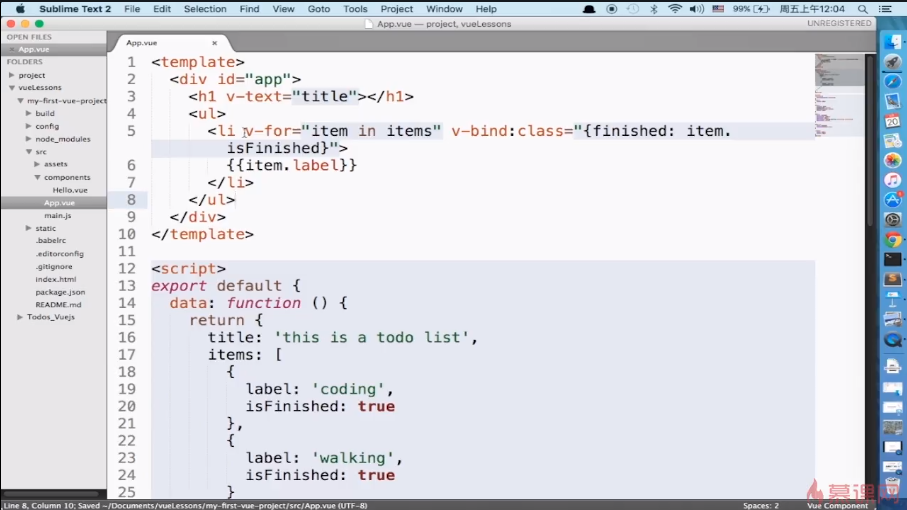 Sublime Text 2 File Edit Selection Find View Goto Tools Project Window Help 99% 周五上午12:04
App.vue — project, vueLessons UNREGISTERED
OPEN FILES
App.vue
FOLDERS
project
vueLessons
my-first-vue-project
build
config
node_modules
src
assets
components
Hello.vue
App.vue
main.js
static
.babelrc
.editorconfig
.gitignore
index.html
package.json
README.md
Todos_Vuejs
App.vue ×
1 <template>
2 <div id="app">
3 <h1 v-text="title"></h1>
4 <ul>
5 <li v-for="item in items" v-bind:class="{finished: item.
isFinished}">
6 {{item.label}}
7 </li>
8 </ul>
9 </div>
10 </template>
11
12 <script>
13 export default {
14 data: function () {
15 return {
16 title: 'this is a todo list',
17 items: [
18 {
19 label: 'coding',
20 isFinished: true
21 },
22 {
23 label: 'walking',
24 isFinished: true
25 }
慕课网
Line 8, Column 10; Saved ~/Documents/vueLessons/my-first-vue-project/src/App.vue (UTF-8) Spaces: 2 Vue Component